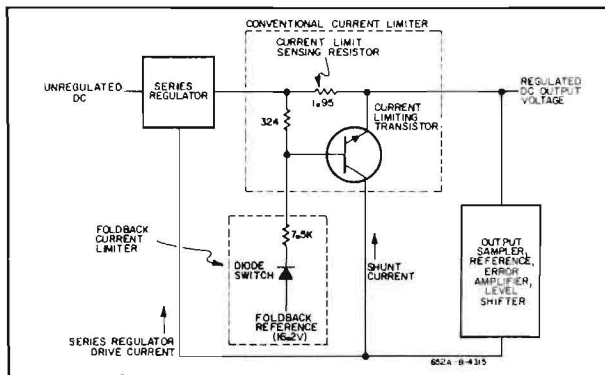 CONVENTIONAL CURRENT LIMITER
CURRENT LIMIT
SENSING RESISTOR
UNREGULATED
DC
SERIES
REGULATOR
1.95
REGULATED
DC OUTPUT
VOLTAGE
324
CURRENT
LIMITING
TRANSISTOR
7.5K
FOLDBACK
CURRENT
LIMITER
DIODE
SWITCH
FOLDBACK
REFERENCE
(16.2V)
SHUNT
CURRENT
OUTPUT
SAMPLER,
REFERENCE,
ERROR
AMPLIFIER,
LEVEL
SHIFTER
SERIES REGULATOR
DRIVE CURRENT
652A-B-4315